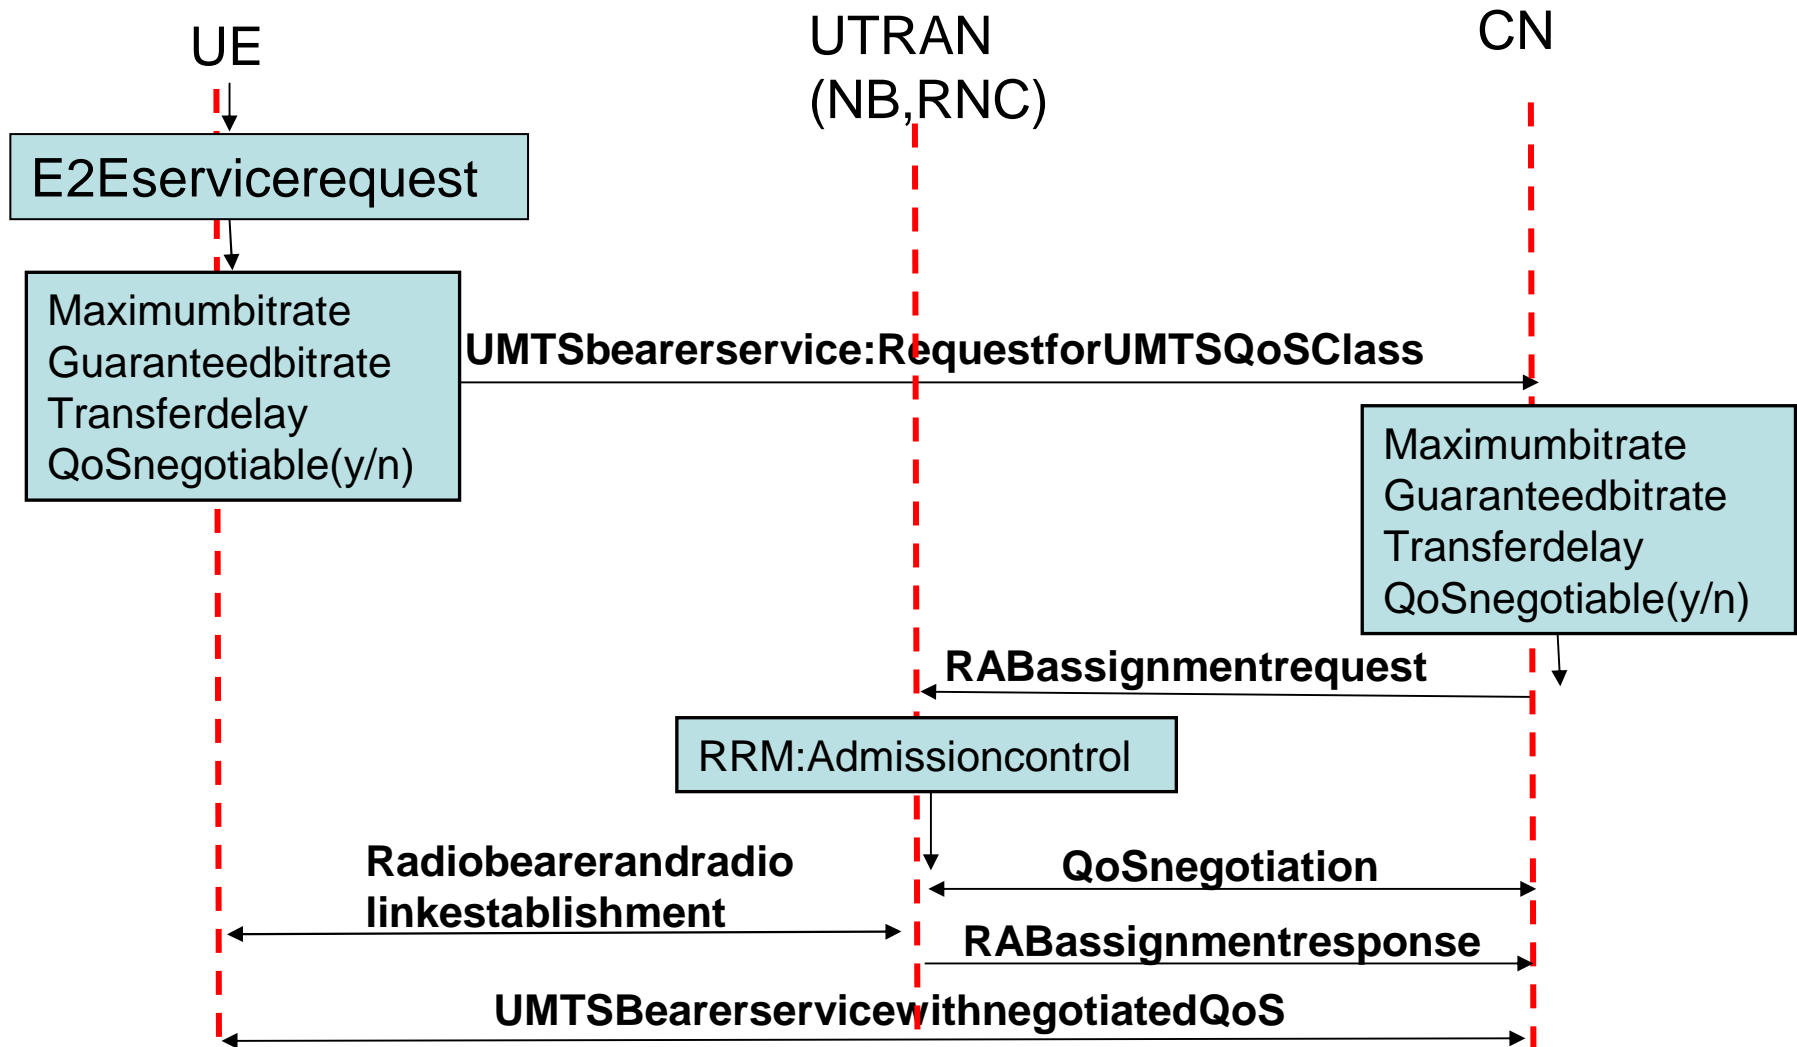 UE
UTRAN
(NB,RNC)
CN
E2Eservicerequest
Maximumbitrate
Guaranteedbitrate
Transferdelay
QoSnegotiable(y/n)
UMTSbearerservice:RequestforUMTSQoSClass
Maximumbitrate
Guaranteedbitrate
Transferdelay
QoSnegotiable(y/n)
RABassignmentrequest
RRM:Admissioncontrol
Radiobearerandradio
linkestablishment
QoSnegotiation
RABassignmentresponse
UMTSBearerservicewithnegotiatedQoS